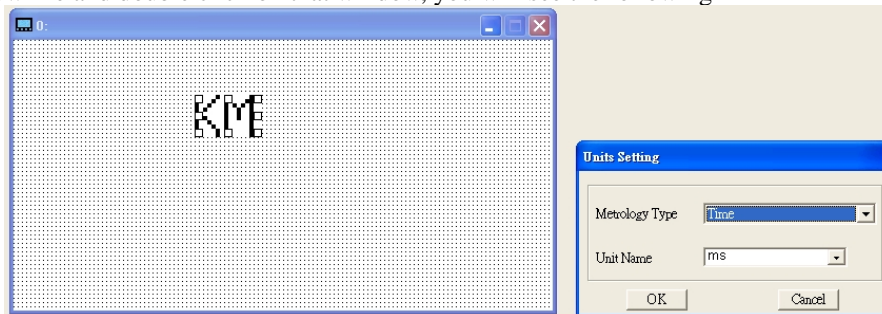 0:
KM
Units Setting
Metrology Type Time
Unit Name ms
OK Cancel